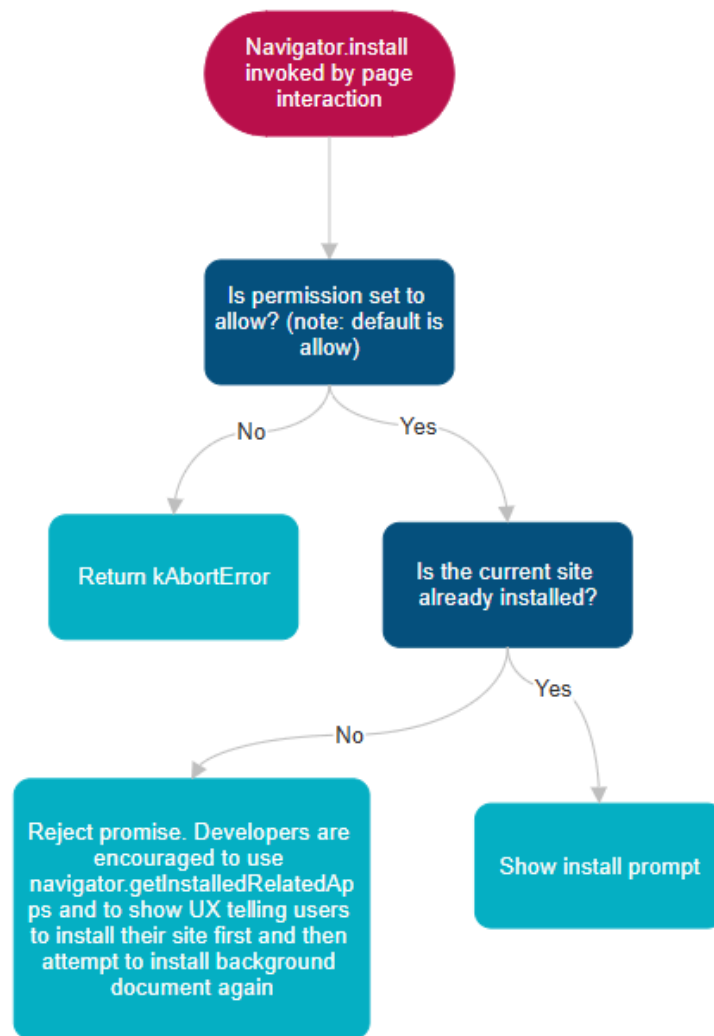 Navigator.install
invoked by page
interaction
Is permission set to
allow? (note: default is
allow)
No
Yes
Return kAbortError
Is the current site
already installed?
No
Yes
Reject promise. Developers are
encouraged to use
navigator.getInstalledRelatedAp
ps and to show UX telling users
to install their site first and then
attempt to install background
document again
Show install prompt